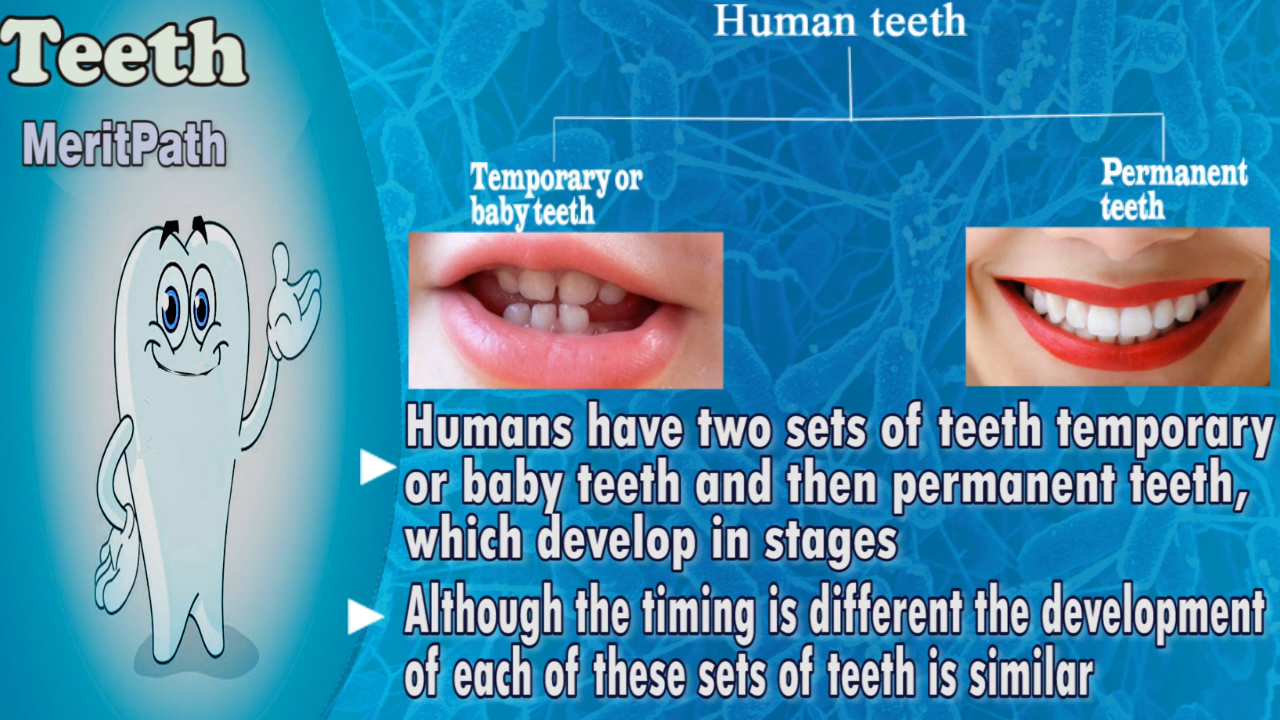 Teeth
MeritPath
Human teeth
Temporary or
baby teeth
Permanent
teeth
Humans have two sets of teeth temporary
or baby teeth and then permanent teeth,
which develop in stages
Although the timing is different the development
of each of these sets of teeth is similar